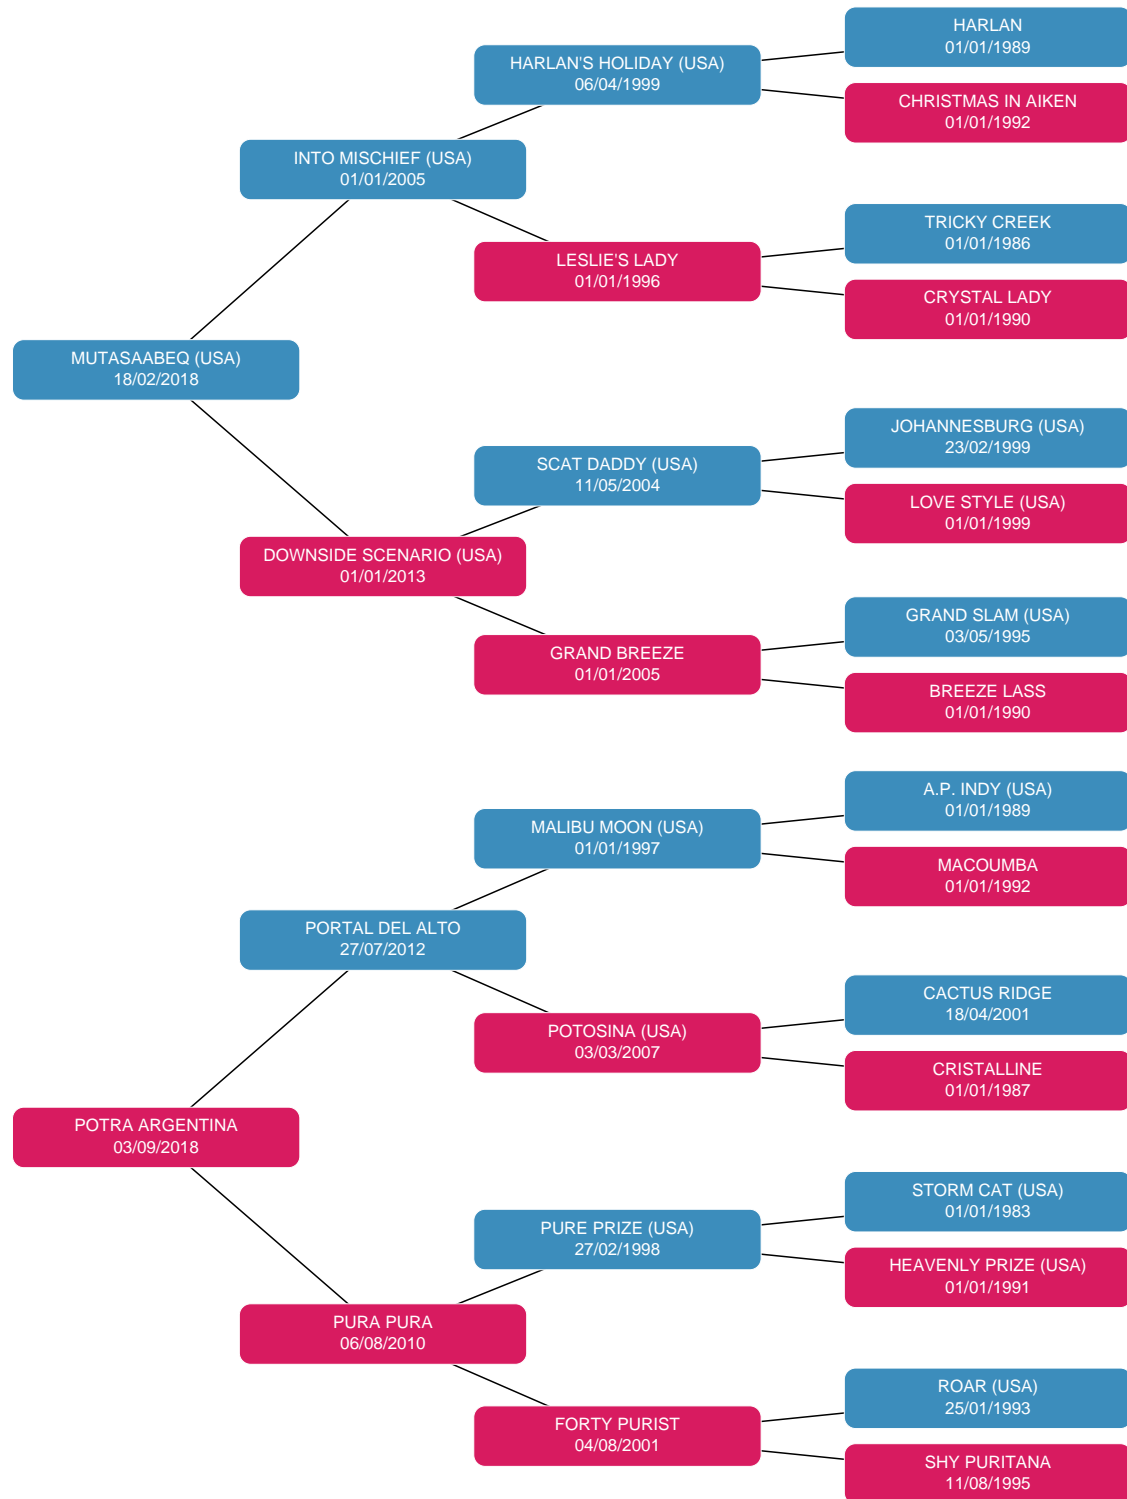 HARLAN
01/01/1989
HARLAN'S HOLIDAY (USA)
06/04/1999
CHRISTMAS IN AIKEN
01/01/1992
INTO MISCHIEF (USA)
01/01/2005
TRICKY CREEK
01/01/1986
LESLIE'S LADY
01/01/1996
CRYSTAL LADY
01/01/1990
MUTASAABEQ (USA)
18/02/2018
JOHANNESBURG (USA)
23/02/1999
SCAT DADDY (USA)
11/05/2004
LOVE STYLE (USA)
01/01/1999
DOWNSIDE SCENARIO (USA)
01/01/2013
GRAND SLAM (USA)
03/05/1995
GRAND BREEZE
01/01/2005
BREEZE LASS
01/01/1990
A.P. INDY (USA)
01/01/1989
MALIBU MOON (USA)
01/01/1997
MACOUMBA
01/01/1992
PORTAL DEL ALTO
27/07/2012
CACTUS RIDGE
18/04/2001
POTOSINA (USA)
03/03/2007
CRISTALLINE
01/01/1987
POTRA ARGENTINA
03/09/2018
STORM CAT (USA)
01/01/1983
PURE PRIZE (USA)
27/02/1998
HEAVENLY PRIZE (USA)
01/01/1991
PURA PURA
06/08/2010
ROAR (USA)
25/01/1993
FORTY PURIST
04/08/2001
SHY PURITANA
11/08/1995